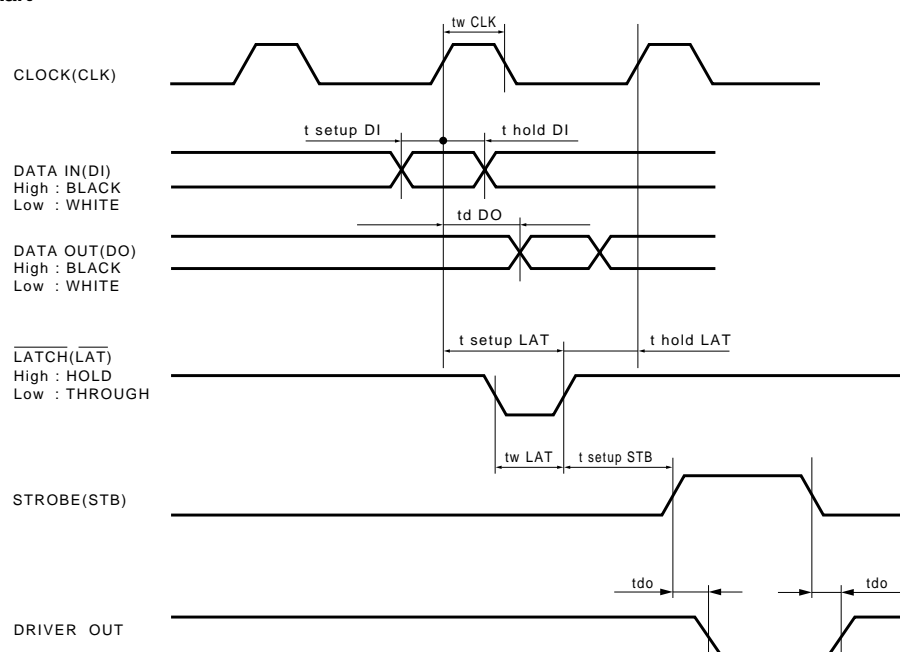 tw CLK
CLOCK(CLK)
t setup DI
t hold DI
DATA IN(DI)
High : BLACK
Low : WHITE
td DO
DATA OUT(DO)
High : BLACK
Low : WHITE
t setup LAT
t hold LAT
LATCH(LAT)
High : HOLD
Low : THROUGH
tw LAT
t setup STB
STROBE(STB)
tdo
tdo
DRIVER OUT